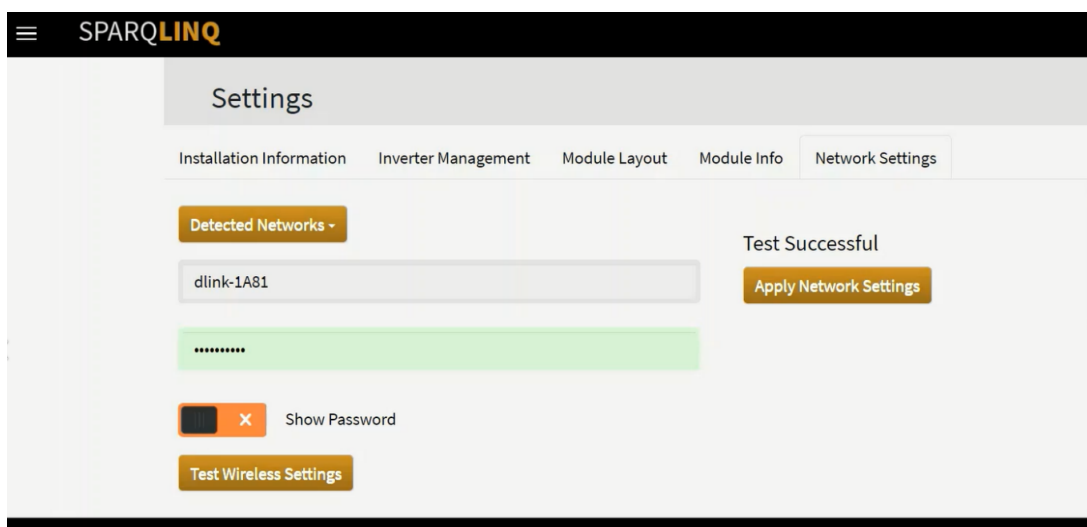 SPARQLINQ
Settings
Installation Information Inverter Management Module Layout Module Info Network Settings
Detected Networks
dlink-1A81
••••••••••
Show Password
Test Wireless Settings
Test Successful
Apply Network Settings